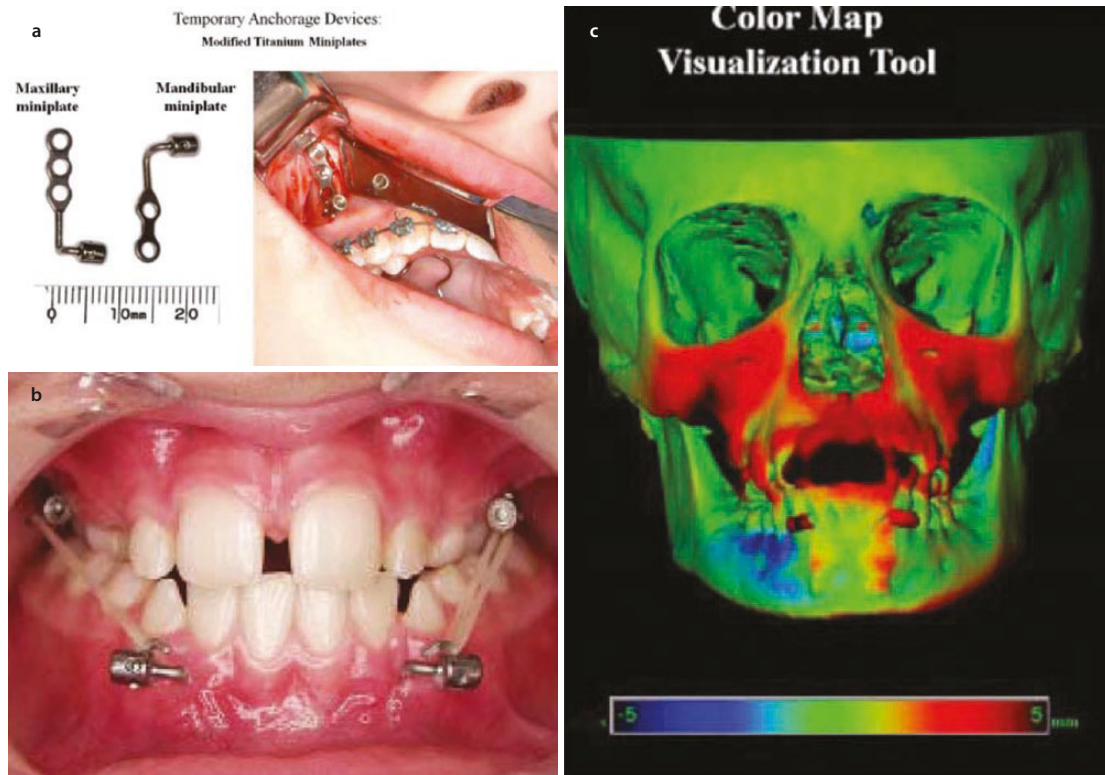 a
Temporary Anchorage Devices:
Modified Titanium Miniplates
Maxillary
miniplate
Mandibular
miniplate
0 10mm 20
b
c
Color Map
Visualization Tool
-5 5 mm